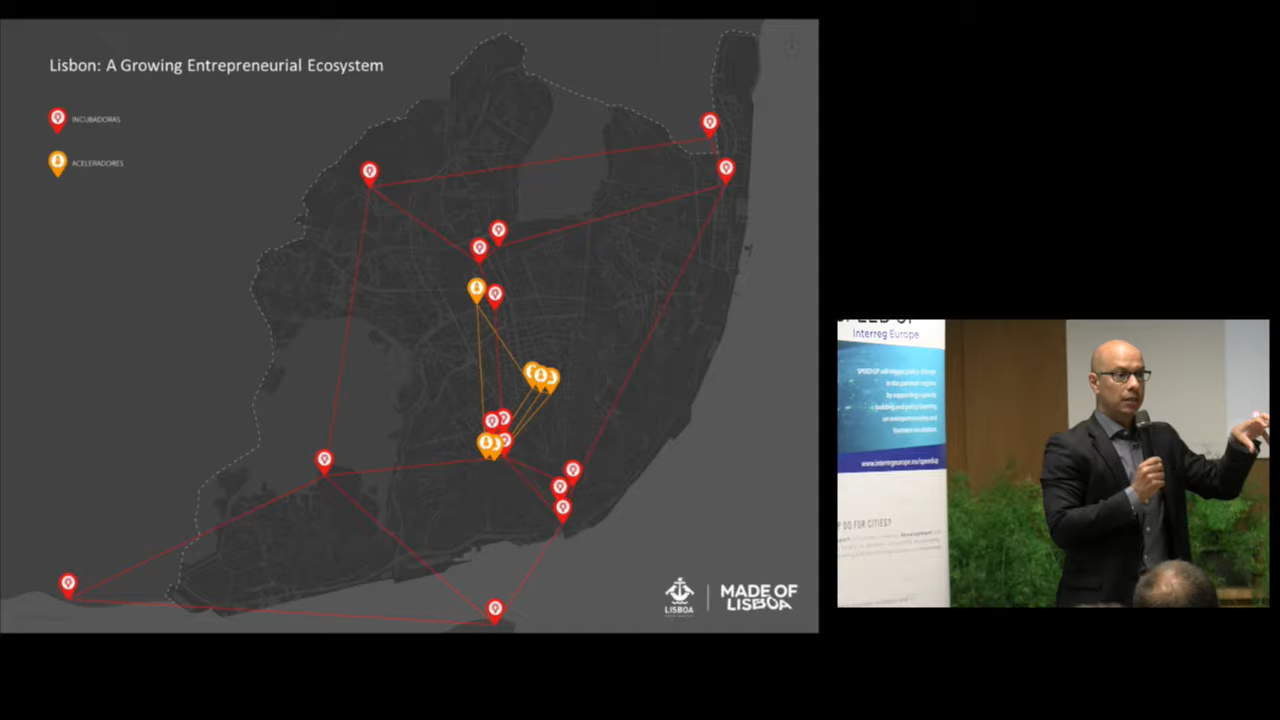 Lisbon: A Growing Entrepreneurial Ecosystem
INCUBADORAS
ACELERADORES
LISBOA
MADE OF
LISBOA
Interreg Europe
SPEED UP will trigger policy change
in the partners' regions
by supporting capacity
building and policy learning
on entrepreneurship and
business incubation
www.interregeurope.eu/speedup
DO FOR CITIES?